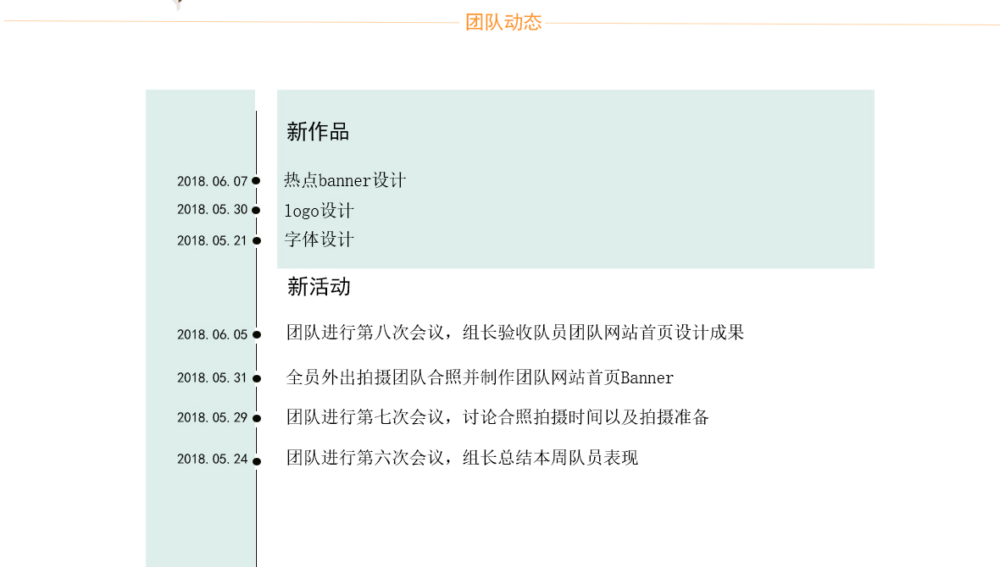 团队动态
新作品
2018.06.07 热点banner设计
2018.05.30 logo设计
2018.05.21 字体设计
新活动
2018.06.05 团队进行第八次会议，组长验收队员团队网站首页设计成果
2018.05.31 全员外出拍摄团队合照并制作团队网站首页Banner
2018.05.29 团队进行第七次会议，讨论合照拍摄时间以及拍摄准备
2018.05.24 团队进行第六次会议，组长总结本周队员表现